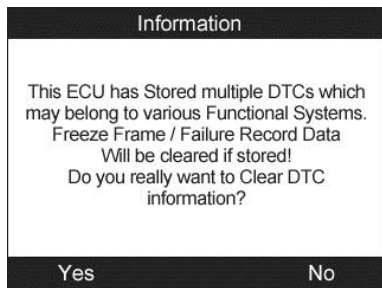 Information
This ECU has Stored multiple DTCs which
may belong to various Functional Systems.
Freeze Frame / Failure Record Data
Will be cleared if stored!
Do you really want to Clear DTC
information?
Yes No